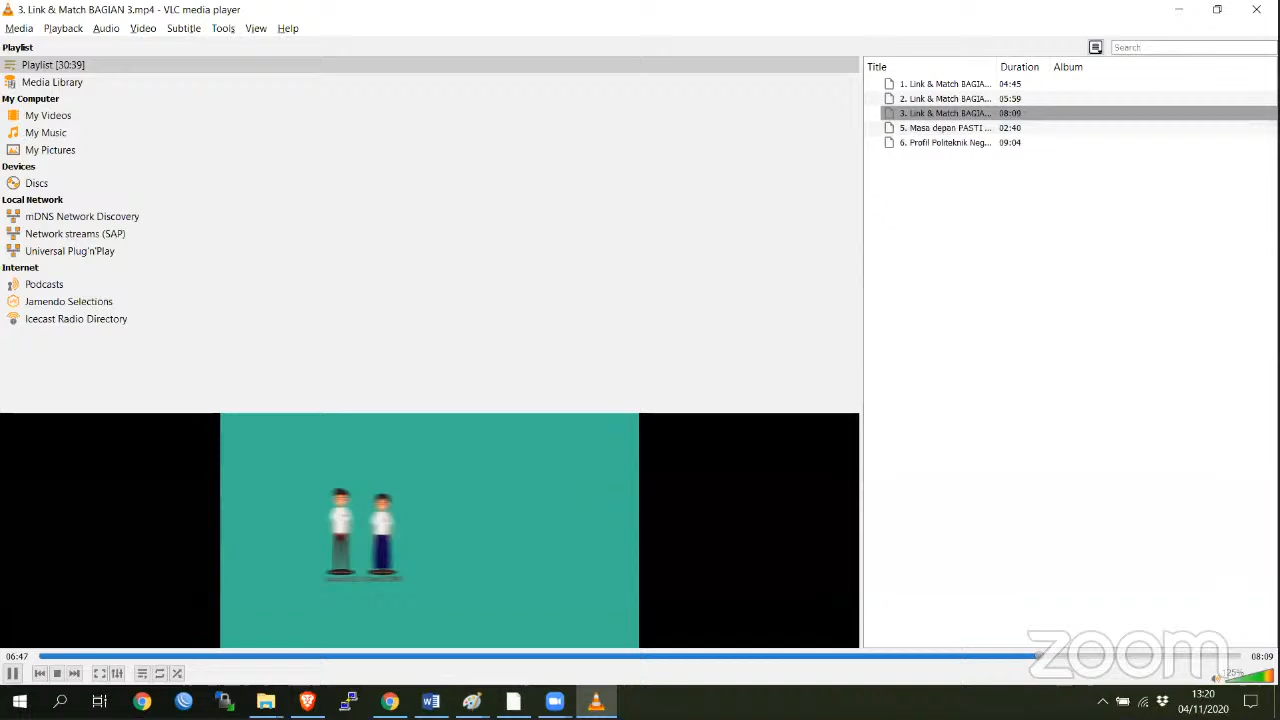 3. Link & Match BAGIAN 3.mp4 - VLC media player
Media Playback Audio Video Subtitle Tools View Help
Playlist
Search
Playlist [30:39]
Media Library
My Computer
My Videos
My Music
My Pictures
Devices
Discs
Local Network
mDNS Network Discovery
Network streams (SAP)
Universal Plug'n'Play
Internet
Podcasts
Jamendo Selections
Icecast Radio Directory
Title Duration Album
1. Link & Match BAGIA... 04:45
2. Link & Match BAGIA... 05:59
3. Link & Match BAGIA... 08:09
5. Masa depan PASTI ... 02:40
6. Profil Politeknik Neg... 09:04
zoom
06:47
08:09
125%
13:20
04/11/2020